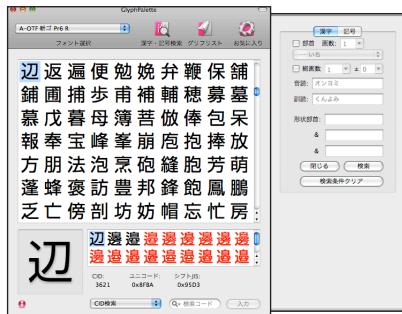 GlyphPalette
A-OTF 新ゴ Pr6 R
フォント選択
漢字・記号検索
グリフリスト
お気に入り
辺返遍便勉娩弁鞭保舗
鋪圃捕歩甫補輔穂募墓
慕戊暮母簿菩倣俸包呆
報奉宝峰峯崩庖抱捧放
方朋法泡烹砲縫胞芳萌
蓬蜂褒訪豊邦鋒飽鳳鵬
乏亡傍剖坊妨帽忘忙房
辺
辺邊邉邉邉邉邉邉邉
邉邉邉邉邉邉邉邉邉
CID:
3621
ユニコード:
0x8FBA
シフトJIS:
0x95D3
CID検索
検索コード
入力
漢字
記号
部首
画数:
1
いち
総画数
1
±
0
音読:
オンヨミ
訓読:
くんよみ
形状部首:
&
&
閉じる
検索
検索条件クリア